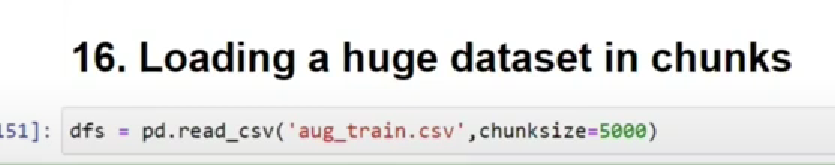 16. Loading a huge dataset in chunks
151]: dfs = pd.read_csv('aug_train.csv',chunksize=5000)